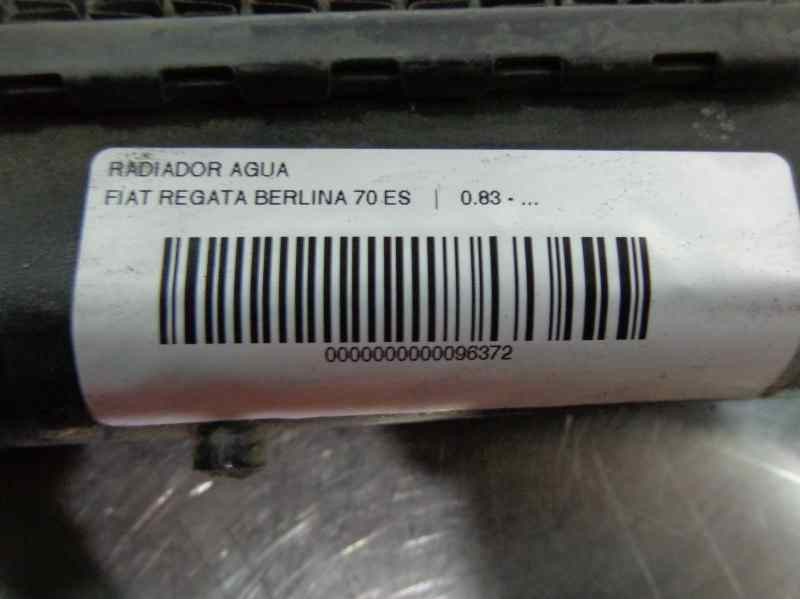 RADIADOR AGUA
FIAT REGATA BERLINA 70 ES | 0.83 - ...
0000000000096372